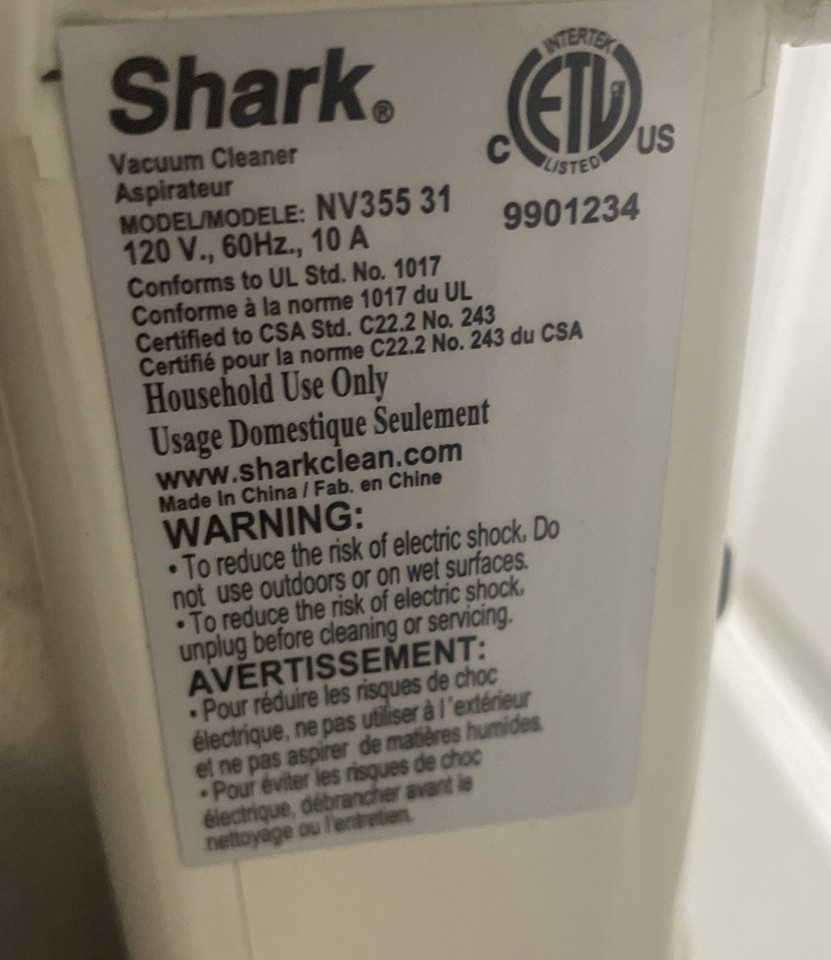 Shark®
INTERTEK
ETL
LISTED
C US
Vacuum Cleaner
Aspirateur
MODEL/MODELE: NV355 31
9901234
120 V., 60Hz., 10 A
Conforms to UL Std. No. 1017
Conforme à la norme 1017 du UL
Certified to CSA Std. C22.2 No. 243
Certifié pour la norme C22.2 No. 243 du CSA
Household Use Only
Usage Domestique Seulement
www.sharkclean.com
Made In China / Fab. en Chine
WARNING:
• To reduce the risk of electric shock, Do
not use outdoors or on wet surfaces.
• To reduce the risk of electric shock,
unplug before cleaning or servicing.
AVERTISSEMENT:
• Pour réduire les risques de choc
électrique, ne pas utiliser à l'extérieur
et ne pas aspirer de matières humides.
• Pour éviter les risques de choc
électrique, débrancher avant le
nettoyage ou l'entretien.